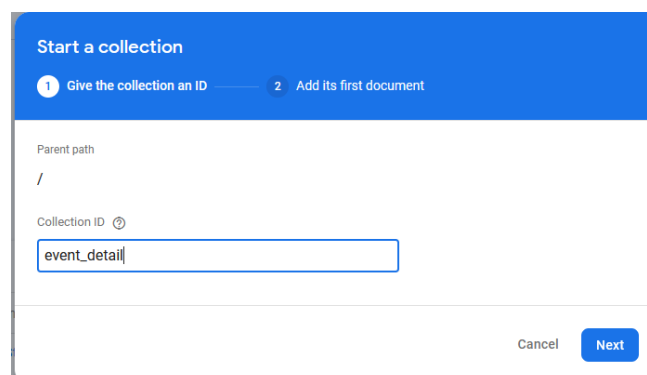 Start a collection
1 Give the collection an ID 2 Add its first document
Parent path
/
Collection ID ?
event_detail
Cancel Next